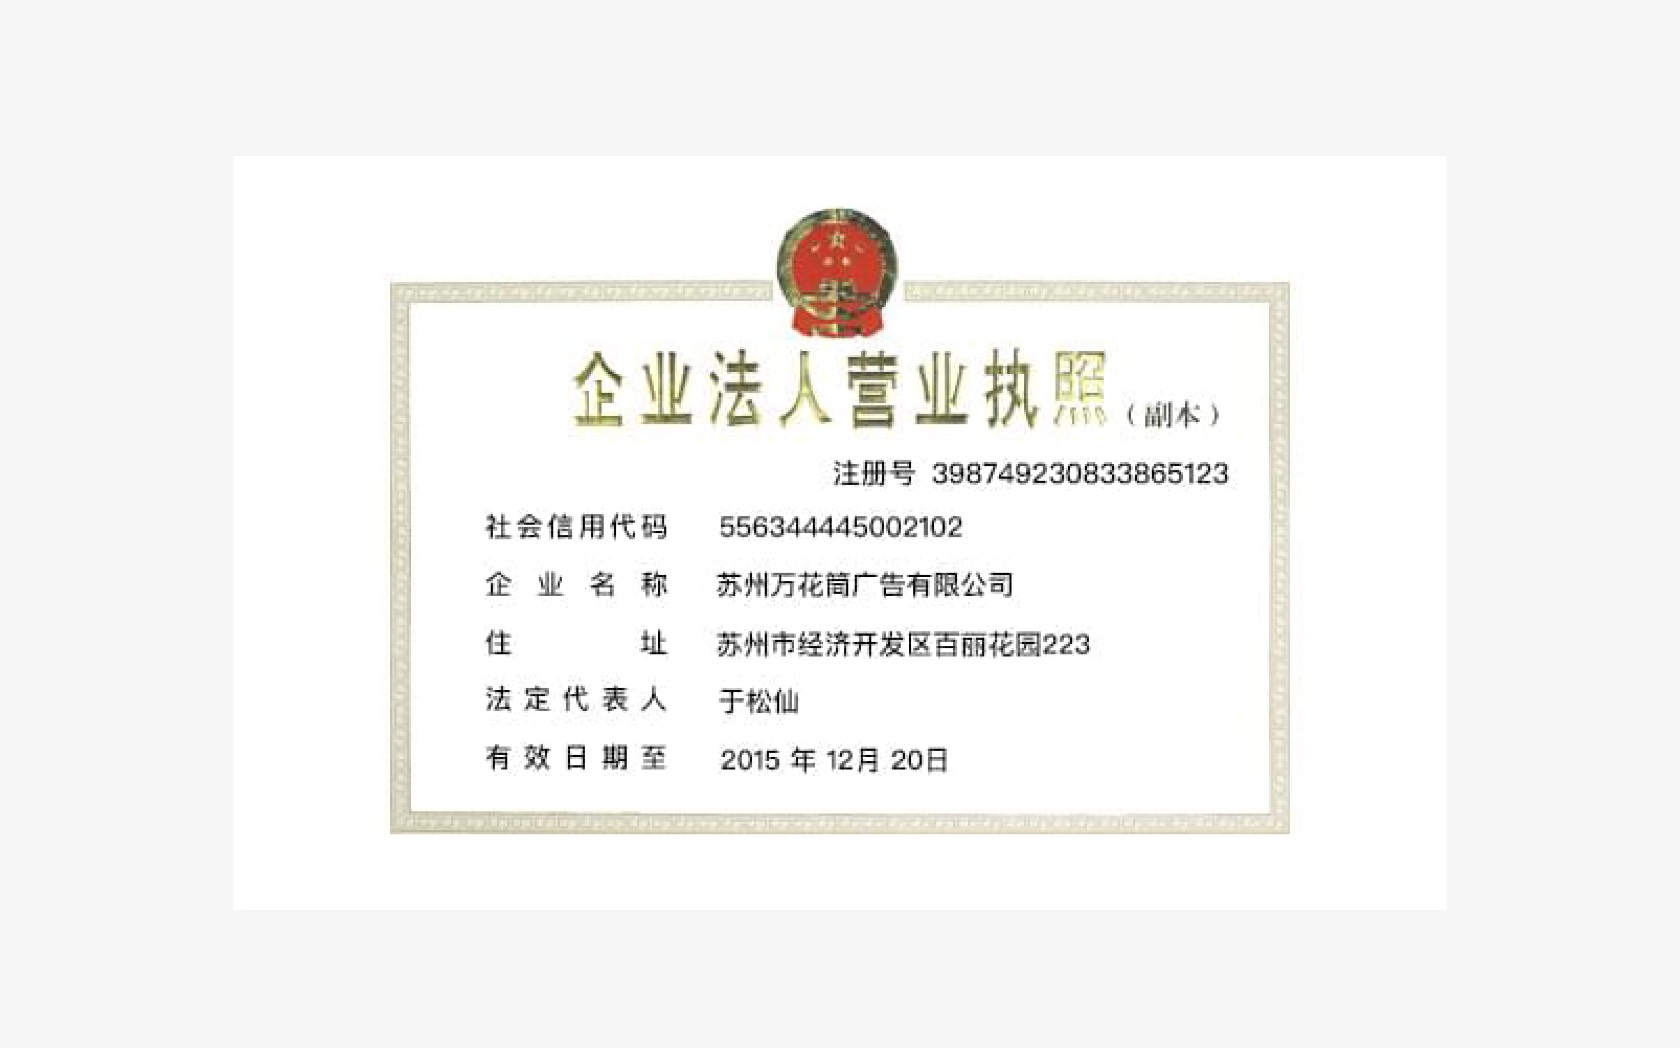 企业法人营业执照（副本）
注册号 398749230833865123
社会信用代码 556344445002102
企业名称 苏州万花筒广告有限公司
住址 苏州市经济开发区百丽花园223
法定代表人 于松仙
有效日期至 2015 年 12月 20日